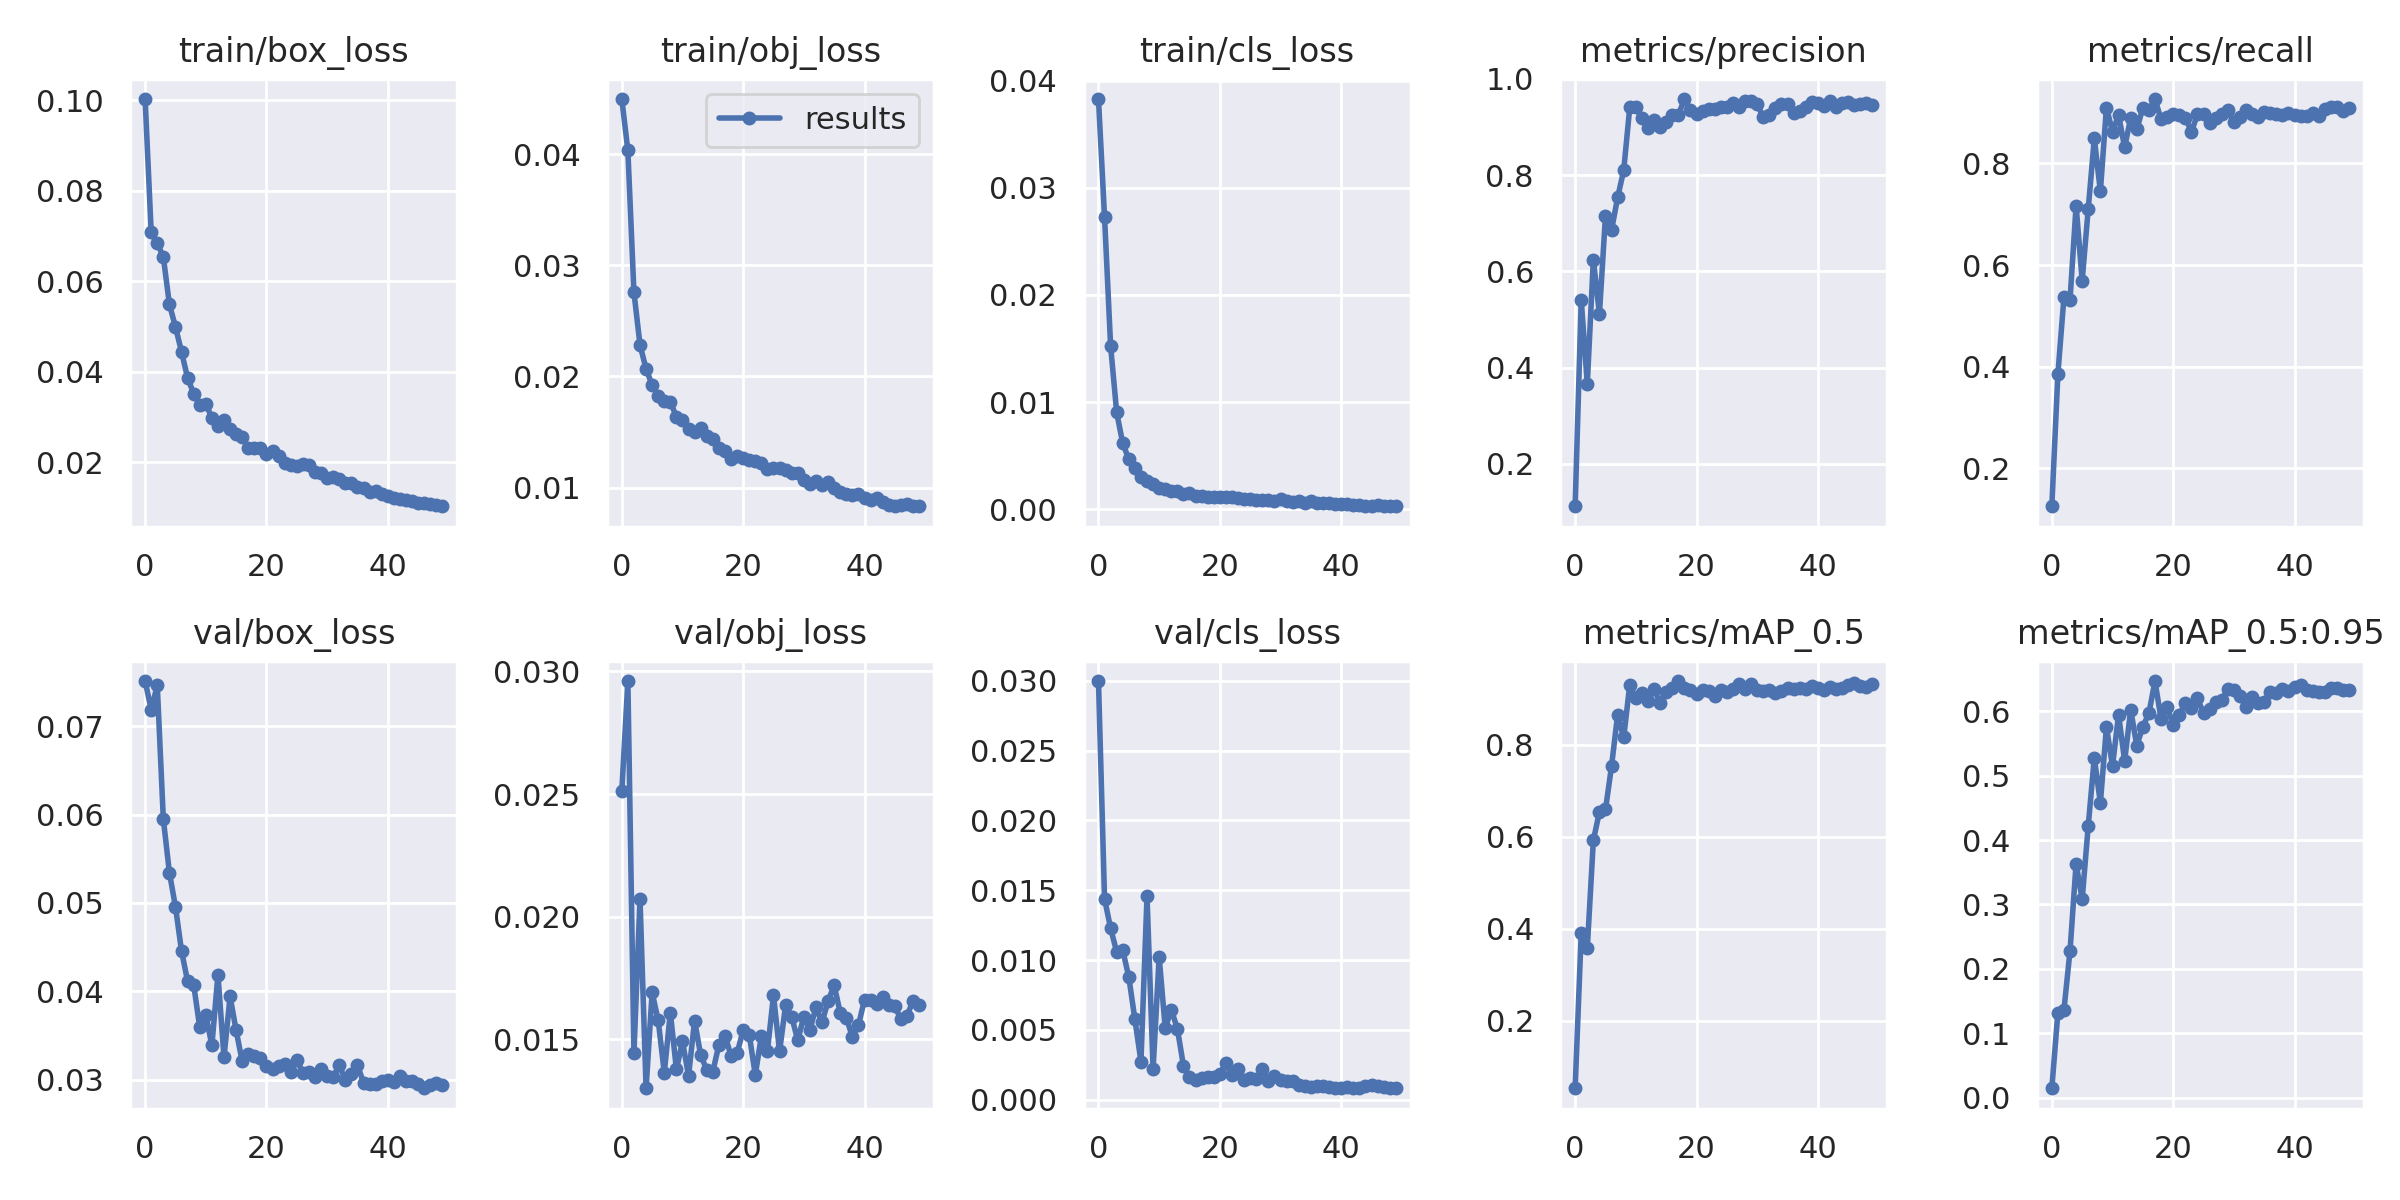 train/box_loss
0.10
0.08
0.06
0.04
0.02
0 20 40
train/obj_loss
results
0.04
0.03
0.02
0.01
0 20 40
train/cls_loss
0.04
0.03
0.02
0.01
0.00
0 20 40
metrics/precision
1.0
0.8
0.6
0.4
0.2
0 20 40
metrics/recall
0.8
0.6
0.4
0.2
0 20 40
val/box_loss
0.07
0.06
0.05
0.04
0.03
0 20 40
val/obj_loss
0.030
0.025
0.020
0.015
0 20 40
val/cls_loss
0.030
0.025
0.020
0.015
0.010
0.005
0.000
0 20 40
metrics/mAP_0.5
0.8
0.6
0.4
0.2
0 20 40
metrics/mAP_0.5:0.95
0.6
0.5
0.4
0.3
0.2
0.1
0.0
0 20 40